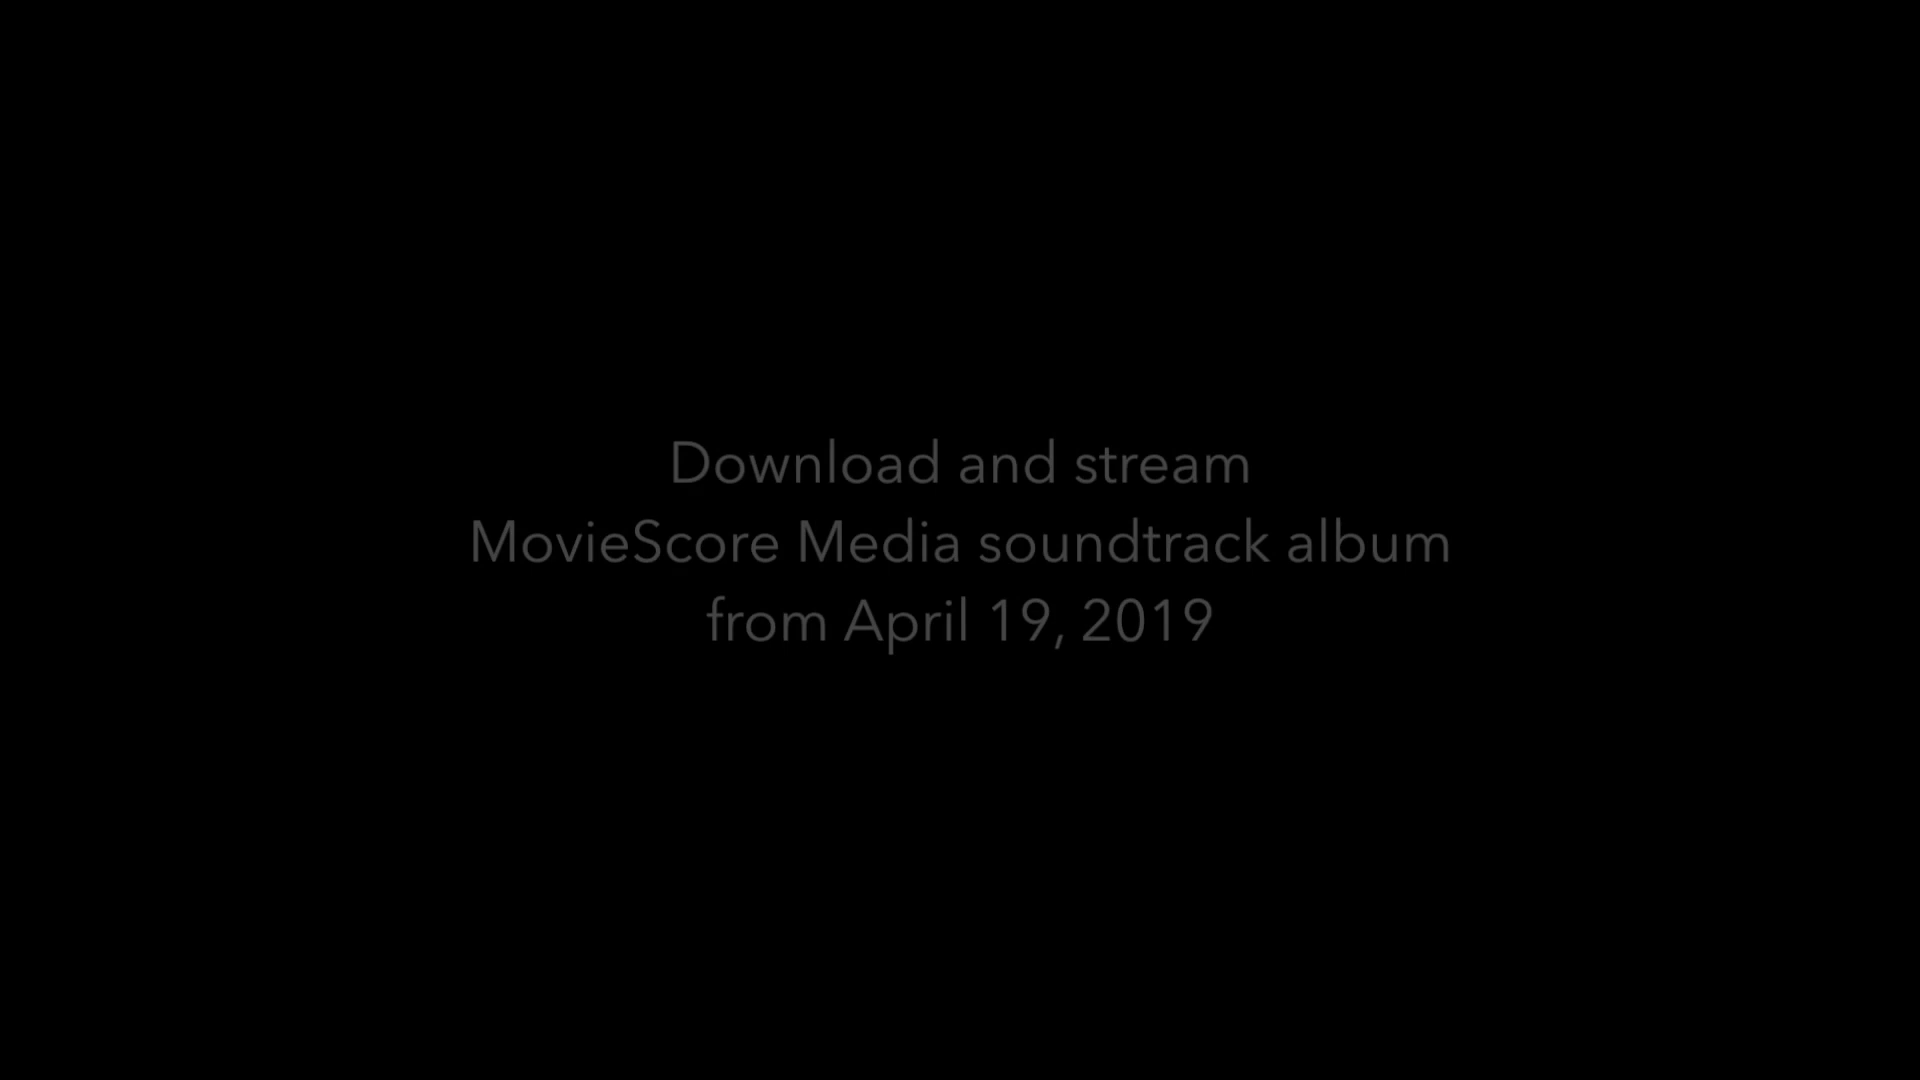 Download and stream
MovieScore Media soundtrack album
from April 19, 2019